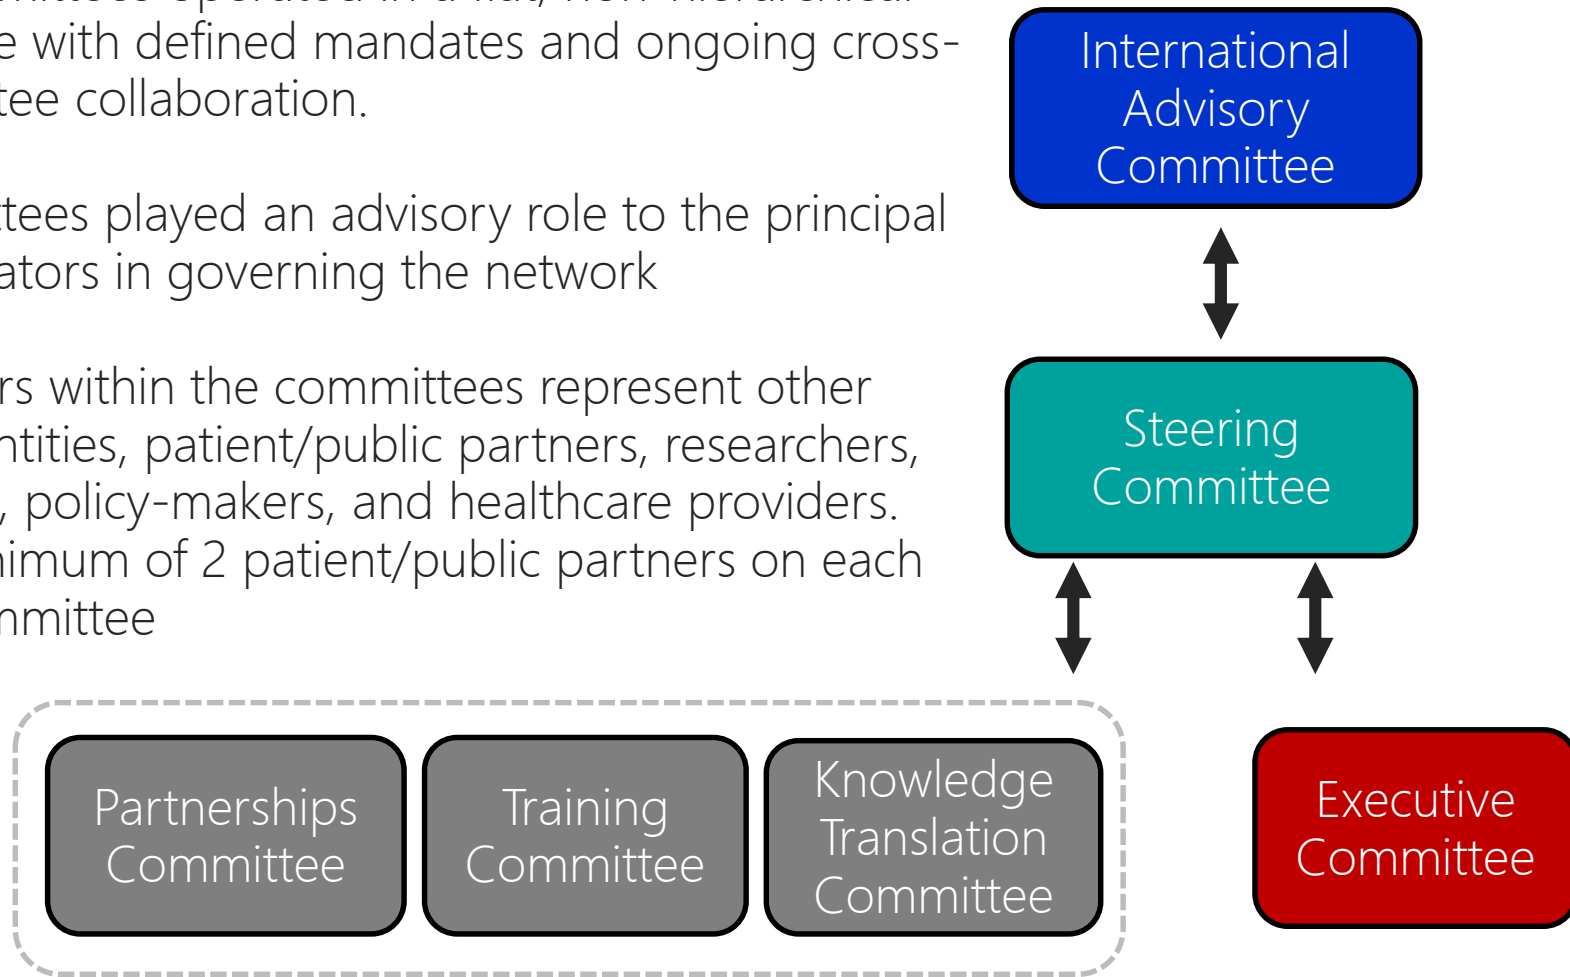 e with defined mandates and ongoing cross-
tee collaboration.
ttees played an advisory role to the principal
ators in governing the network
rs within the committees represent other
ntities, patient/public partners, researchers,
, policy-makers, and healthcare providers.
nimum of 2 patient/public partners on each
mmittee
International
Advisory
Committee
Steering
Committee
Partnerships
Committee
Training
Committee
Knowledge
Translation
Committee
Executive
Committee